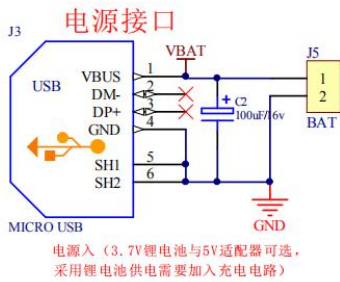 电源接口
J3
VBAT
J5
USB
VBUS
1
DM-
2
DP+
3
GND
4
SH1
5
SH2
6
C2
100uF/16v
1
2
BAT
GND
MICRO USB
电源入（3.7V锂电池与5V适配器可选，
采用锂电池供电需要加入充电电路）